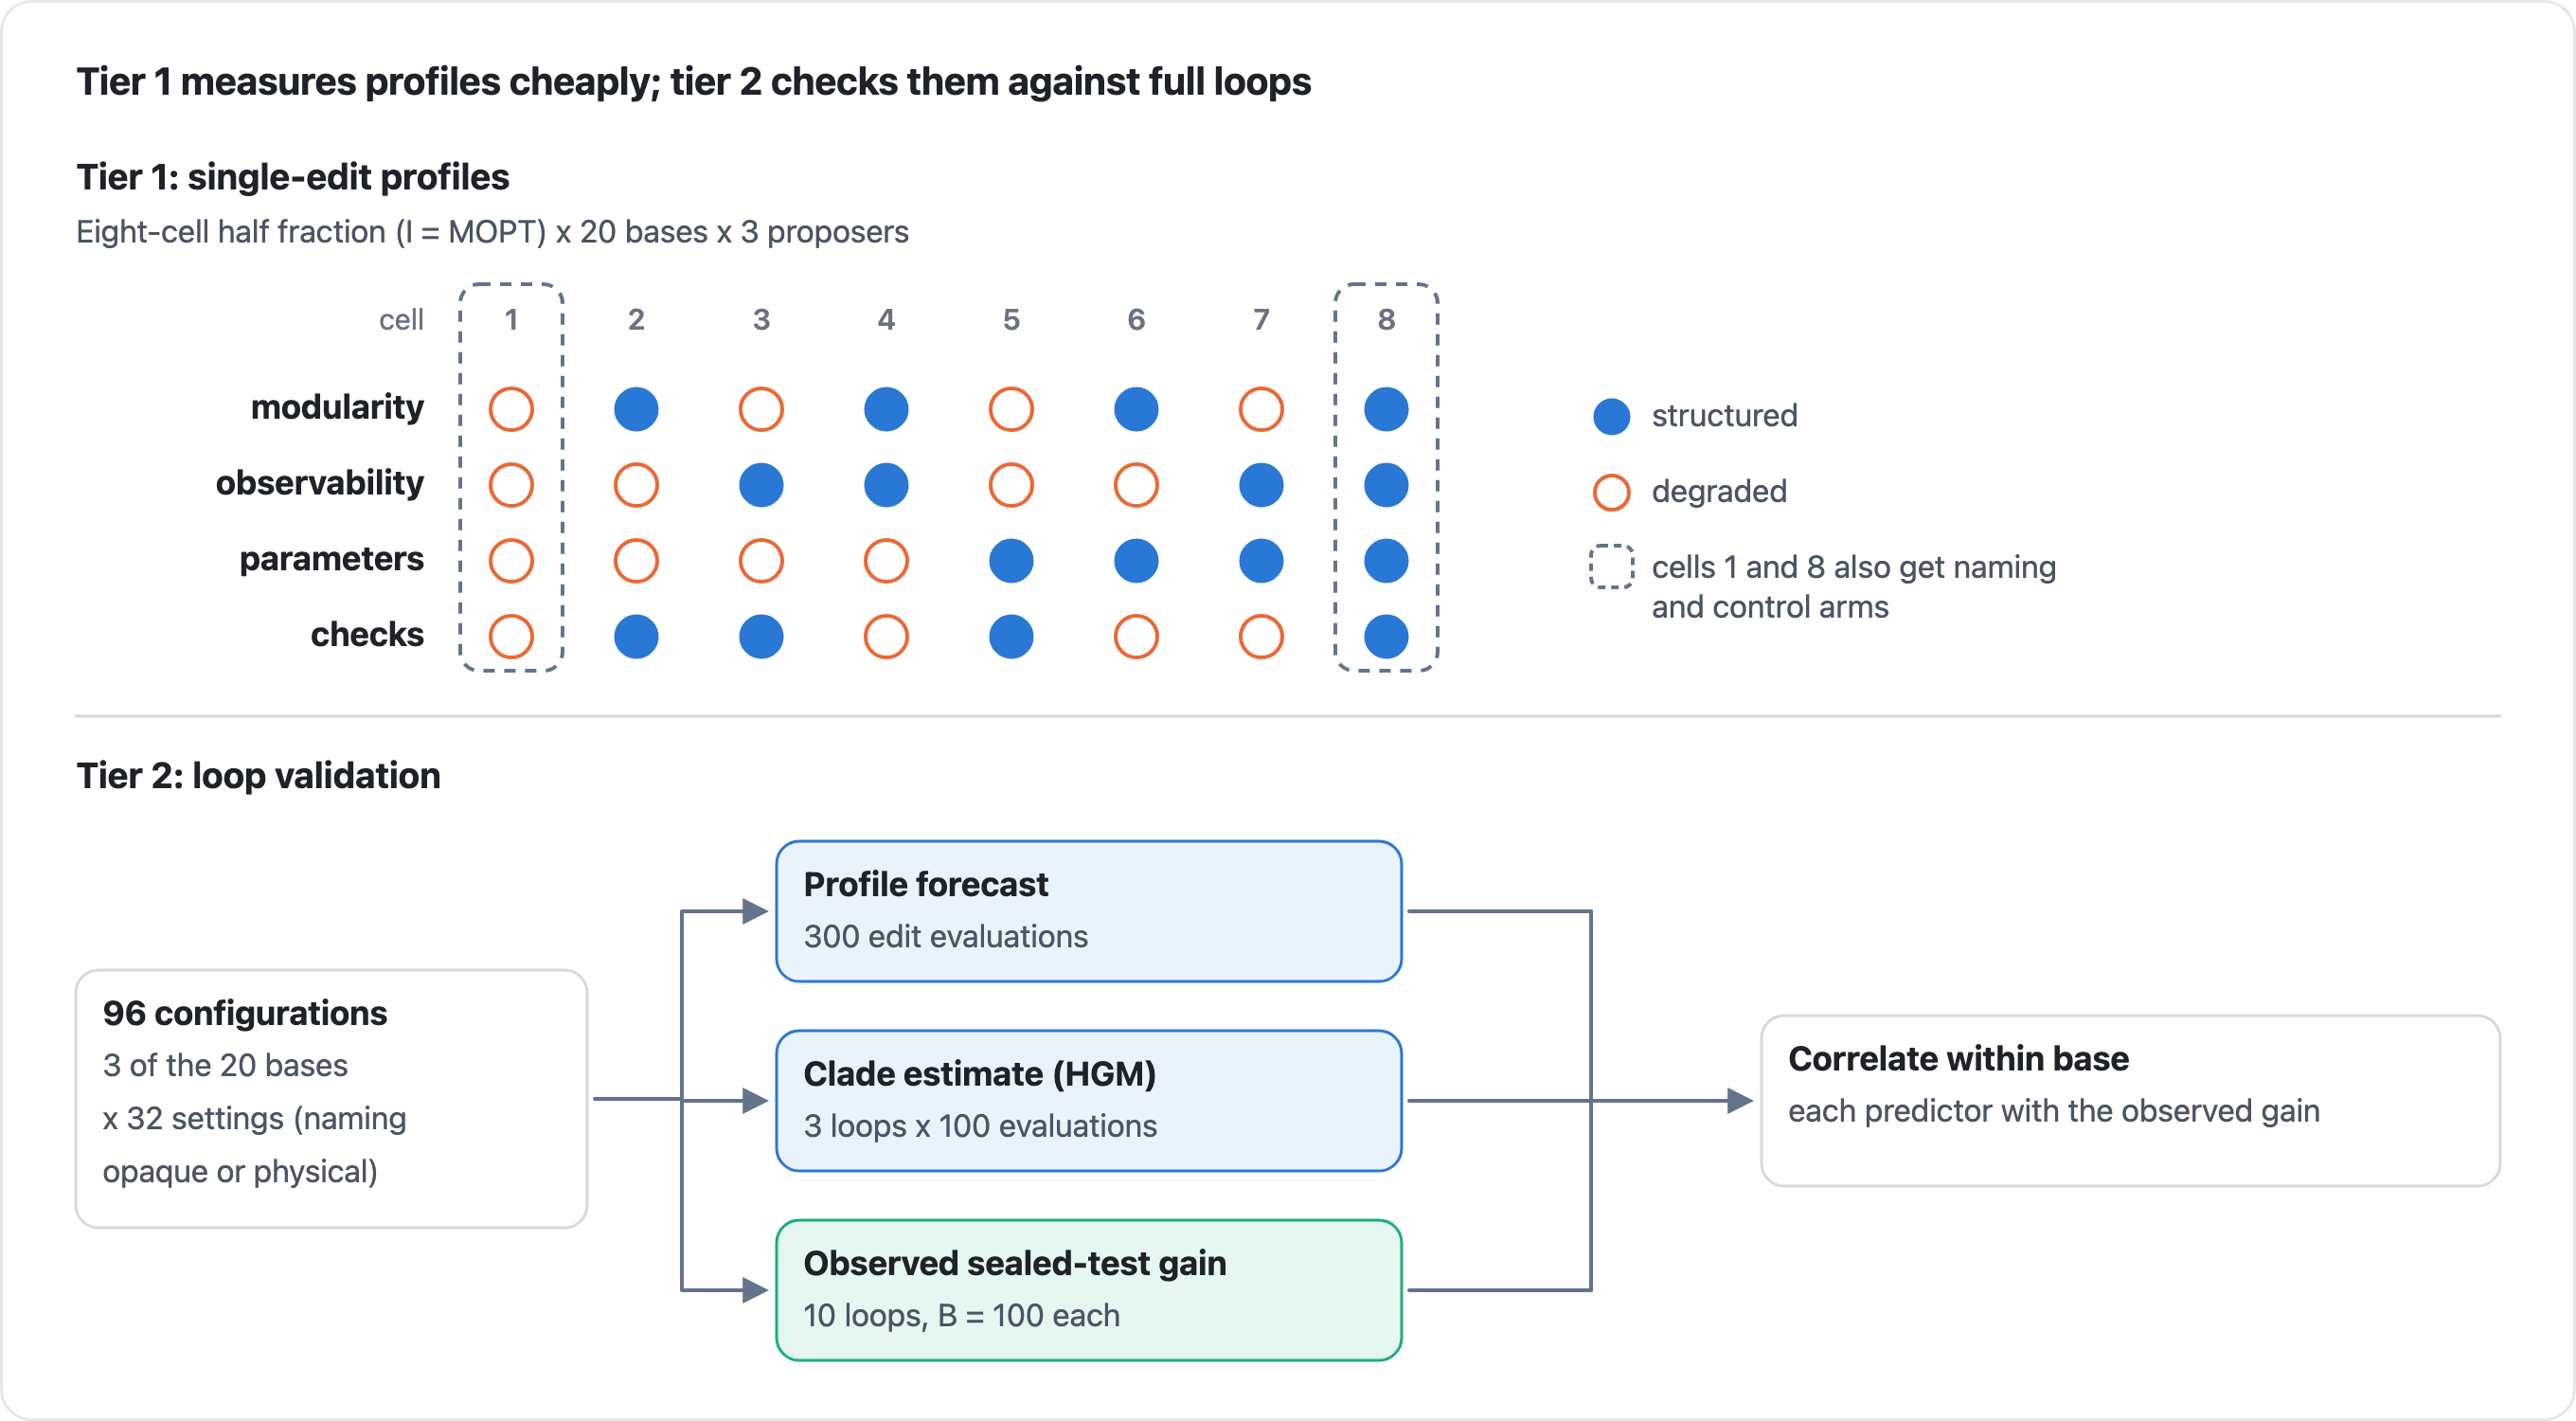 Tier 1 measures profiles cheaply; tier 2 checks them against full loops
Tier 1: single-edit profiles
Eight-cell half fraction (I = MOPT) x 20 bases x 3 proposers
cell 1 2 3 4 5 6 7 8
modularity
observability
parameters
checks
structured
degraded
cells 1 and 8 also get naming
and control arms
Tier 2: loop validation
96 configurations
3 of the 20 bases
x 32 settings (naming
opaque or physical)
Profile forecast
300 edit evaluations
Clade estimate (HGM)
3 loops x 100 evaluations
Observed sealed-test gain
10 loops, B = 100 each
Correlate within base
each predictor with the observed gain